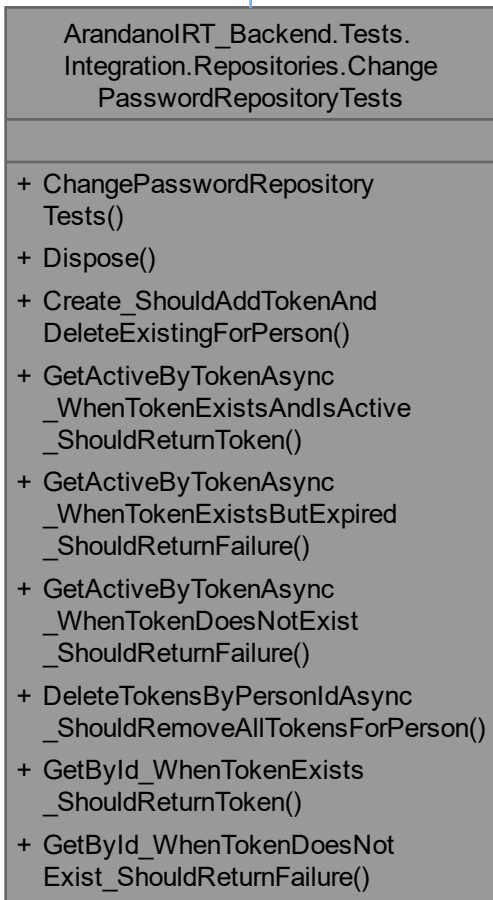 ArandanoIRT_Backend.Tests.
Integration.Repositories.Change
PasswordRepositoryTests
+ ChangePasswordRepository
Tests()
+ Dispose()
+ Create_ShouldAddTokenAnd
DeleteExistingForPerson()
+ GetActiveByTokenAsync
_WhenTokenExistsAndIsActive
_ShouldReturnToken()
+ GetActiveByTokenAsync
_WhenTokenExistsButExpired
_ShouldReturnFailure()
+ GetActiveByTokenAsync
_WhenTokenDoesNotExist
_ShouldReturnFailure()
+ DeleteTokensByPersonIdAsync
_ShouldRemoveAllTokensForPerson()
+ GetById_WhenTokenExists
_ShouldReturnToken()
+ GetById_WhenTokenDoesNot
Exist_ShouldReturnFailure()